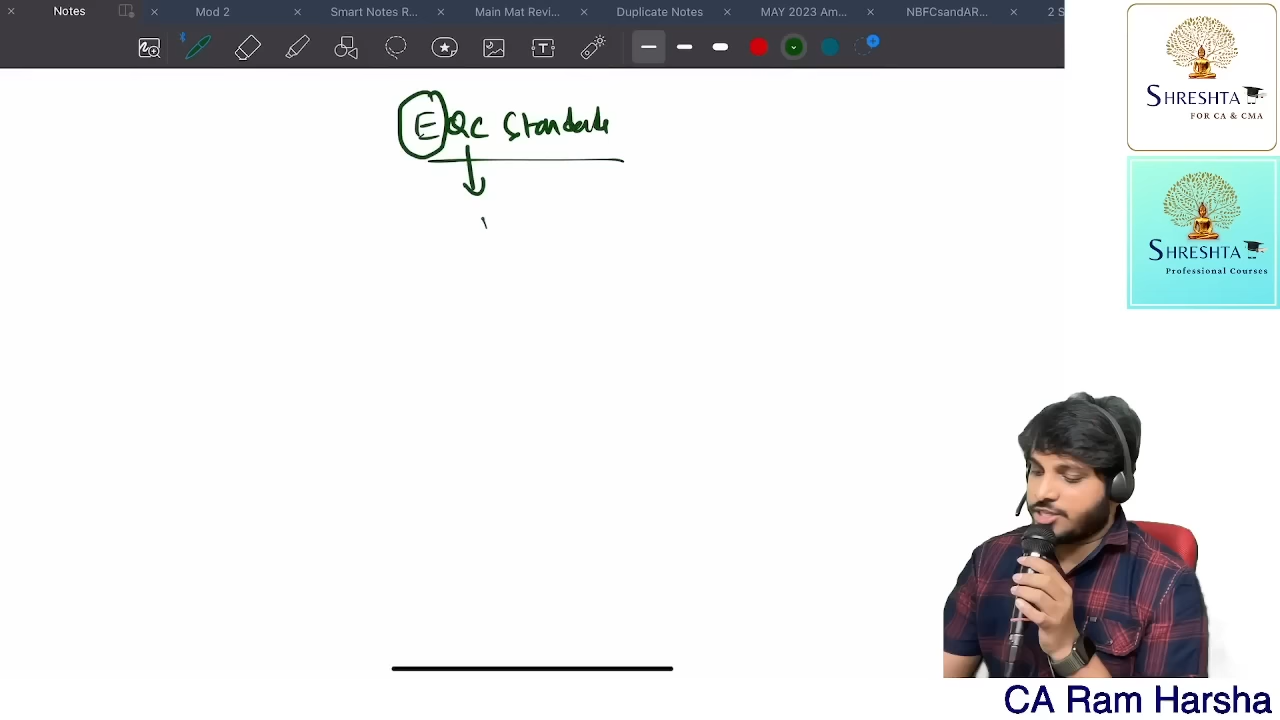 Notes
Mod 2
Smart Notes R...
Main Mat Revi...
Duplicate Notes
MAY 2023 Am...
NBFCsandAR...
2 S
EQC Standards
SHRESHTA
FOR CA & CMA
SHRESHTA
Professional Courses
CA Ram Harsha